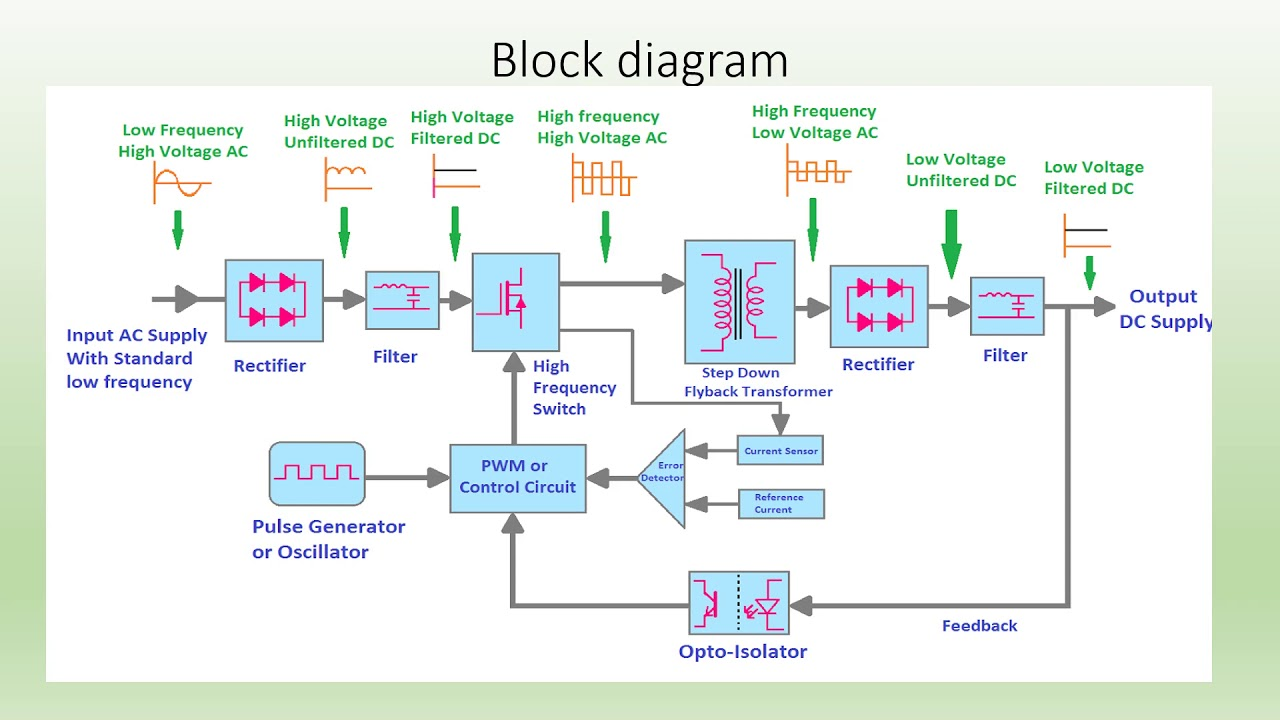 Block diagram
Low Frequency
High Voltage AC
High Voltage
Unfiltered DC
High Voltage
Filtered DC
High frequency
High Voltage AC
High Frequency
Low Voltage AC
Low Voltage
Unfiltered DC
Low Voltage
Filtered DC
Input AC Supply
With Standard
low frequency
Rectifier
Filter
High
Frequency
Switch
Step Down
Flyback Transformer
Rectifier
Filter
Output
DC Supply
Pulse Generator
or Oscillator
PWM or
Control Circuit
Error
Detector
Current Sensor
Reference
Current
Opto-Isolator
Feedback